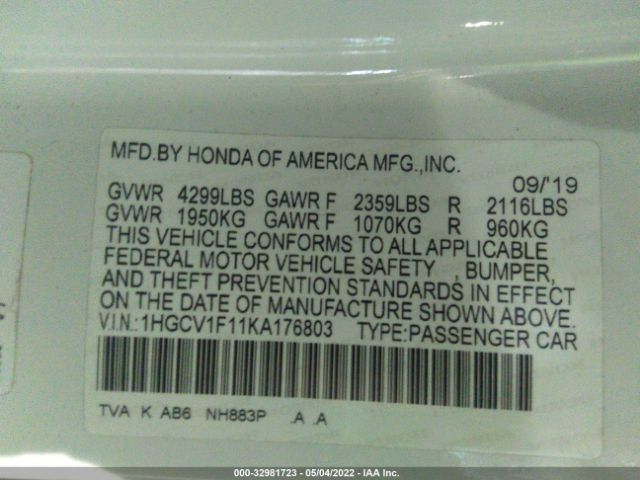 MFD.BY HONDA OF AMERICA MFG.,INC.
09/'19
GVWR 4299LBS GAWR F 2359LBS R 2116LBS
GVWR 1950KG GAWR F 1070KG R 960KG
THIS VEHICLE CONFORMS TO ALL APPLICABLE
FEDERAL MOTOR VEHICLE SAFETY , BUMPER,
AND THEFT PREVENTION STANDARDS IN EFFECT
ON THE DATE OF MANUFACTURE SHOWN ABOVE.
V.I.N.:1HGCV1F11KA176803 TYPE:PASSENGER CAR
TVA K AB6 NH883P .A .A
000-32981723 - 05/04/2022 - IAA Inc.